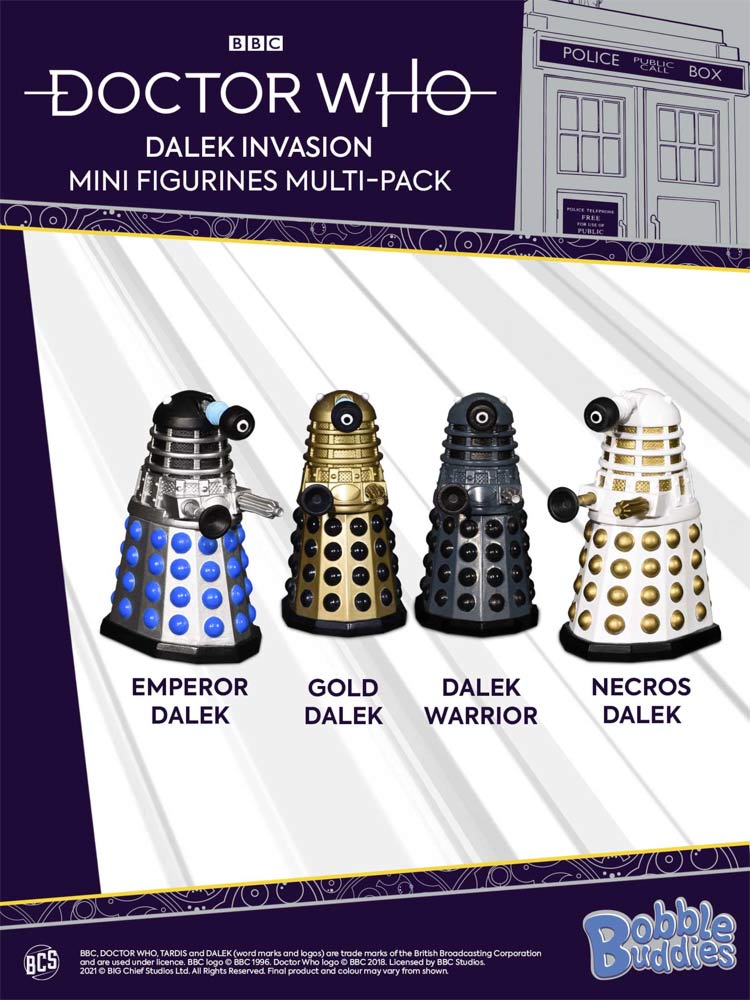 BBC
DOCTOR WHO
DALEK INVASION
MINI FIGURINES MULTI-PACK
POLICE PUBLIC CALL BOX
POLICE TELEPHONE
FREE
FOR USE OF
PUBLIC
EMPEROR
DALEK
GOLD
DALEK
DALEK
WARRIOR
NECROS
DALEK
BCS
BBC, DOCTOR WHO, TARDIS and DALEK (word marks and logos) are trade marks of the British Broadcasting Corporation
and are used under licence. BBC logo © BBC 1996. Doctor Who logo © BBC 2018. Licensed by BBC Studios.
2021 © BIG Chief Studios Ltd. All Rights Reserved. Final product and colour may vary from shown.
Bobble
Buddies